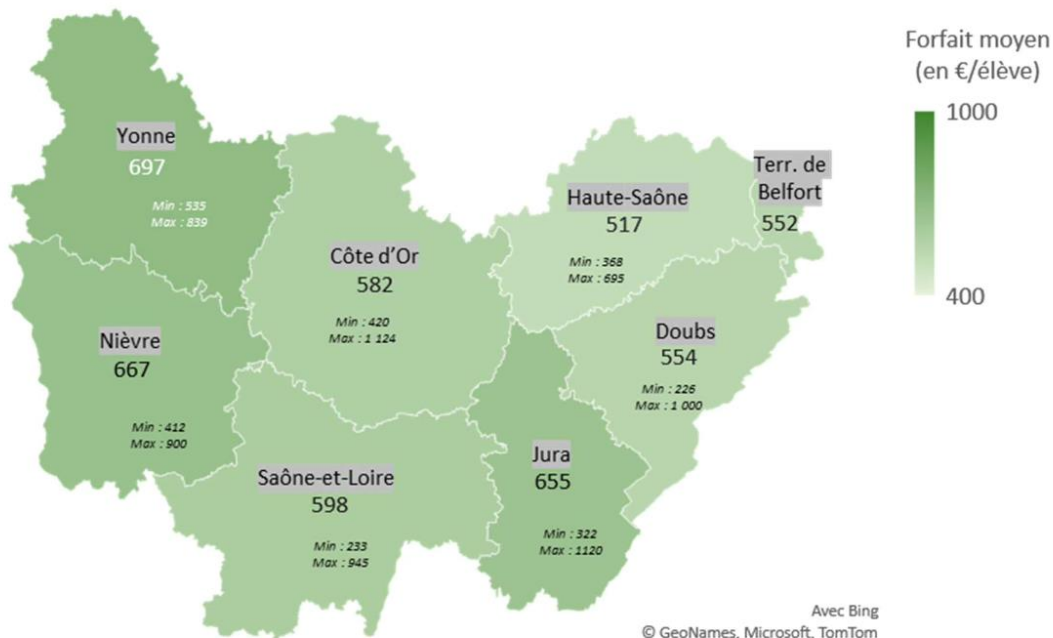 Forfait moyen
(en €/élève)
1000
400
Yonne
697
Min : 535
Max : 839
Terr. de
Belfort
552
Haute-Saône
517
Min : 368
Max : 695
Côte d'Or
582
Min : 420
Max : 1 124
Doubs
554
Min : 226
Max : 1 000
Nièvre
667
Min : 412
Max : 900
Jura
655
Min : 322
Max : 1120
Saône-et-Loire
598
Min : 233
Max : 945
Avec Bing
© GeoNames, Microsoft, TomTom